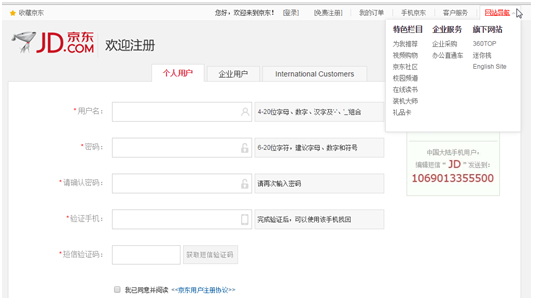 收藏京东
您好，欢迎来到京东！ [登录] [免费注册] 我的订单 手机京东 客户服务 网站导航
JD.COM 京东 欢迎注册
特色栏目 企业服务 旗下网站
为我推荐 企业采购 360TOP
视频购物 办公直通车 迷你挑
京东社区 English Site
校园频道
在线读书
装机大师
礼品卡
个人用户 企业用户 International Customers
*用户名： 4-20位字母、数字、汉字及“-”、“_”组合
*密码： 6-20位字符，建议字母、数字和符号
*请确认密码： 请再次输入密码
*验证手机： 完成验证后，可以使用该手机找回
*短信验证码： 获取短信验证码
我已同意并阅读 <<京东用户注册协议>>
中国大陆手机用户：
编辑短信 “ JD ” 发送到：
1069013355500